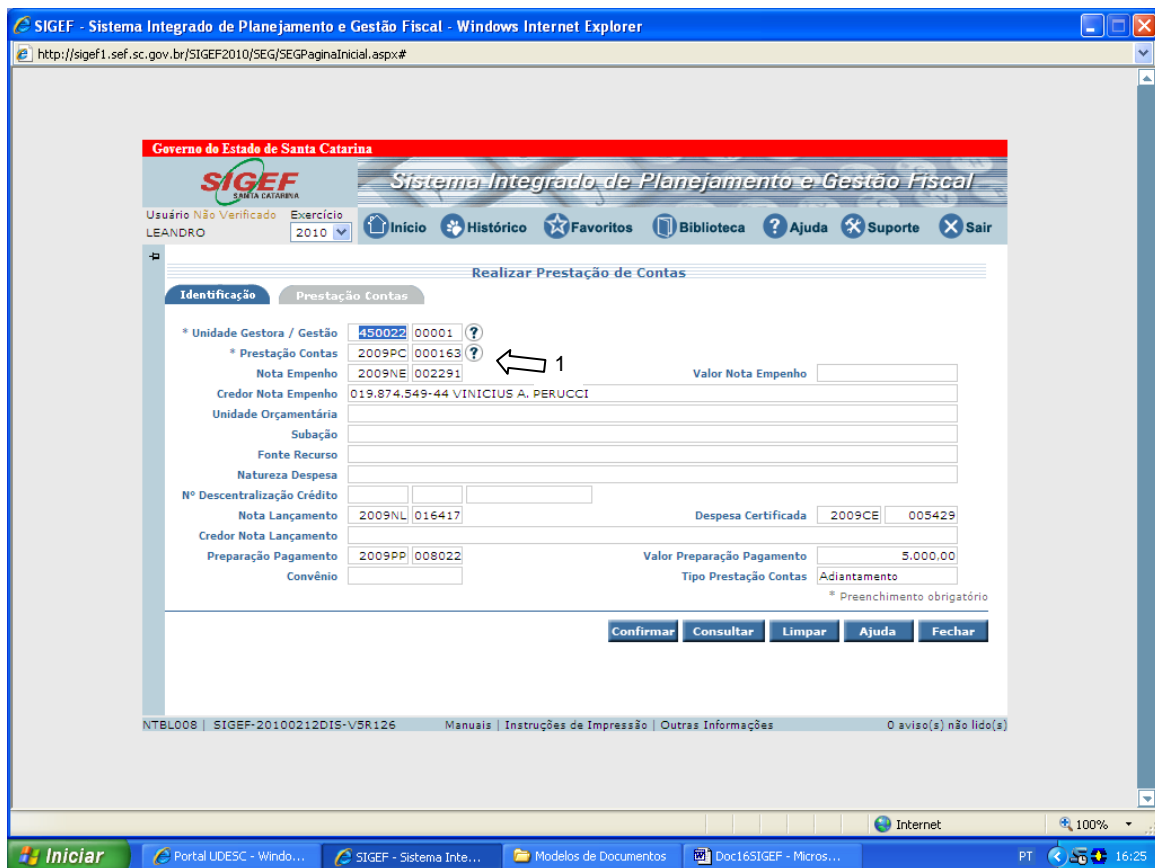 SIGEF - Sistema Integrado de Planejamento e Gestão Fiscal - Windows Internet Explorer
http://sigef1.sef.sc.gov.br/SIGEF2010/SEG/SEGPaginaInicial.aspx#
Governo do Estado de Santa Catarina
SIGEF SANTA CATARINA
Sistema Integrado de Planejamento e Gestão Fiscal
Usuário Não Verificado Exercício
LEANDRO 2010 Início Histórico Favoritos Biblioteca ? Ajuda Suporte Sair
Realizar Prestação de Contas
Identificação Prestação Contas
* Unidade Gestora / Gestão 450022 00001 ?
* Prestação Contas 2009PC 000163 ?
1
Nota Empenho 2009NE 002291 Valor Nota Empenho
Credor Nota Empenho 019.874.549-44 VINICIUS A. PERUCCI
Unidade Orçamentária
Subação
Fonte Recurso
Natureza Despesa
Nº Descentralização Crédito
Nota Lançamento 2009NL 016417 Despesa Certificada 2009CE 005429
Credor Nota Lançamento
Preparação Pagamento 2009PP 008022 Valor Preparação Pagamento 5.000,00
Convênio Tipo Prestação Contas Adiantamento
* Preenchimento obrigatório
Confirmar Consultar Limpar Ajuda Fechar
NTBL008 | SIGEF-20100212DIS-V5R126 Manuais | Instruções de Impressão | Outras Informações 0 aviso(s) não lido(s)
Internet 100%
Iniciar Portal UDESC - Windo... SIGEF - Sistema Inte... Modelos de Documentos Doc16SIGEF - Micros... PT 16:25